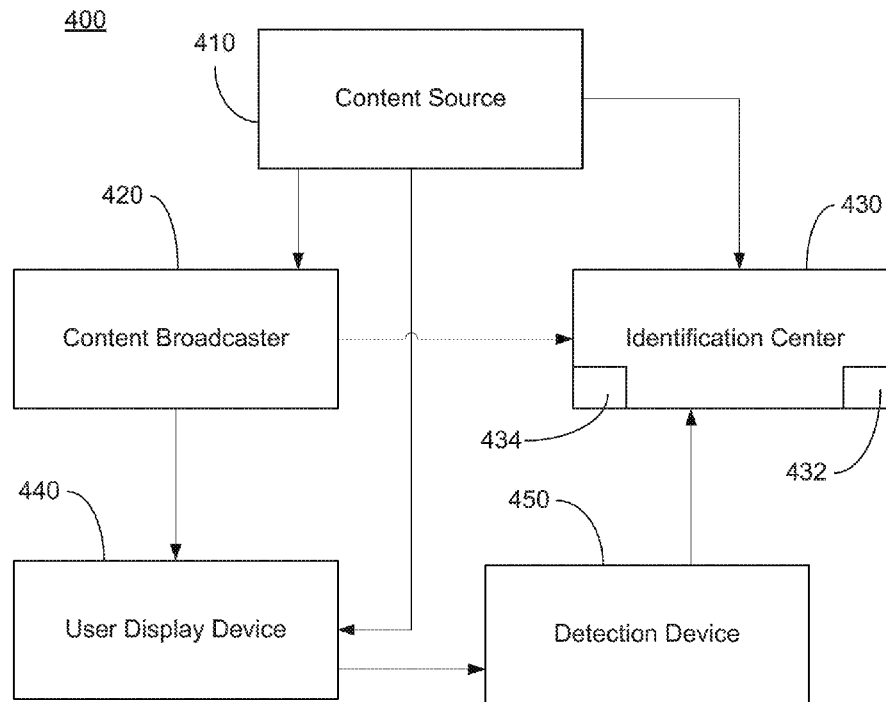 400
410
Content Source
420
430
Content Broadcaster
Identification Center
434
432
440
450
User Display Device
Detection Device